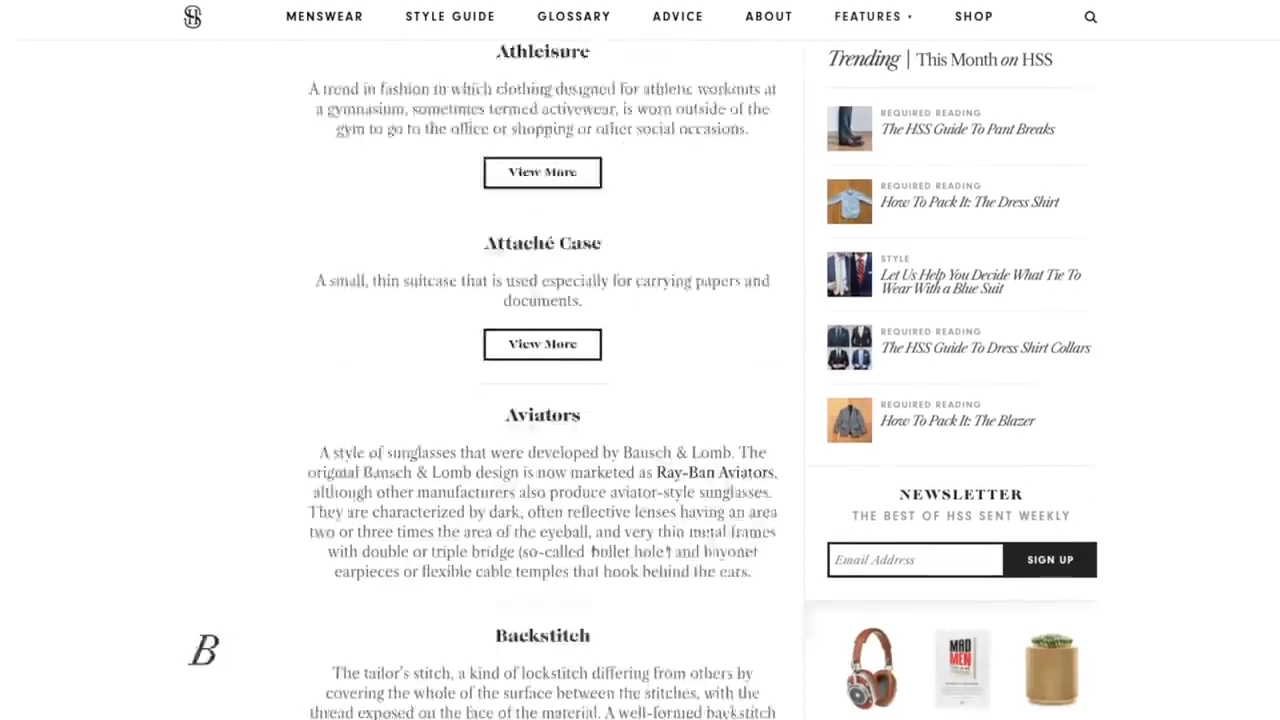 MENSWEAR STYLE GUIDE GLOSSARY ADVICE ABOUT FEATURES SHOP
Athleisure
A trend in fashion in which clothing designed for athletic workouts at
a gymnasium, sometimes termed activewear, is worn outside of the
gym to go to the office or shopping or other social occasions.
View More
Attaché Case
A small, thin suitcase that is used especially for carrying papers and
documents.
View More
Aviators
A style of sunglasses that were developed by Bausch & Lomb. The
original Bausch & Lomb design is now marketed as Ray-Ban Aviators,
although other manufacturers also produce aviator-style sunglasses.
They are characterized by dark, often reflective lenses having an area
two or three times the area of the eyeball, and very thin metal frames
with double or triple bridge (so-called "bullet hole") and bayonet
earpieces or flexible cable temples that hook behind the ears.
B
Backstitch
The tailor's stitch, a kind of lockstitch differing from others by
covering the whole of the surface between the stitches, with the
thread exposed on the face of the material. A well-formed backstitch
Trending | This Month on HSS
REQUIRED READING
The HSS Guide To Pant Breaks
REQUIRED READING
How To Pack It: The Dress Shirt
STYLE
Let Us Help You Decide What Tie To
Wear With a Blue Suit
REQUIRED READING
The HSS Guide To Dress Shirt Collars
REQUIRED READING
How To Pack It: The Blazer
NEWSLETTER
THE BEST OF HSS SENT WEEKLY
Email Address SIGN UP
MAD
MEN